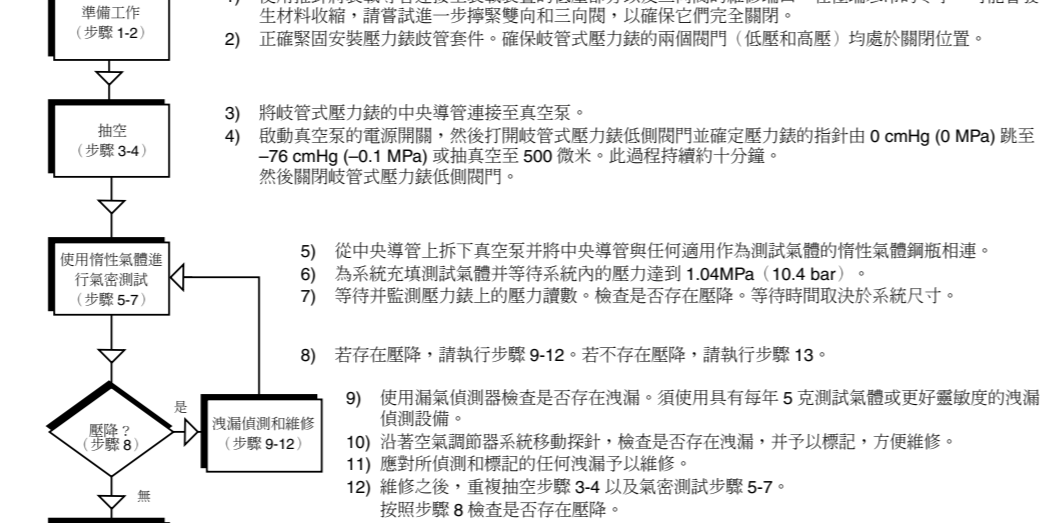 準備工作
（步驟 1-2）
生材料收縮，請嘗試進一步擰緊雙向和三向閥，以確保它們完全關閉。
2) 正確緊固安裝壓力錶歧管套件。確保岐管式壓力錶的兩個閥門（低壓和高壓）均處於關閉位置。
抽空
（步驟 3-4）
3) 將岐管式壓力錶的中央導管連接至真空泵。
4) 啟動真空泵的電源開關，然後打開岐管式壓力錶低側閥門並確定壓力錶的指針由 0 cmHg (0 MPa) 跳至
–76 cmHg (–0.1 MPa) 或抽真空至 500 微米。此過程持續約十分鐘。
然後關閉岐管式壓力錶低側閥門。
使用惰性氣體進
行氣密測試
（步驟 5-7）
5) 從中央導管上拆下真空泵并將中央導管與任何適用作為測試氣體的惰性氣體鋼瓶相連。
6) 為系統充填測試氣體并等待系統內的壓力達到 1.04MPa（10.4 bar）。
7) 等待并監測壓力錶上的壓力讀數。檢查是否存在壓降。等待時間取決於系統尺寸。
8) 若存在壓降，請執行步驟 9-12。若不存在壓降，請執行步驟 13。
壓降？
（步驟 8）
是
無
洩漏偵測和維修
（步驟 9-12）
9) 使用漏氣偵測器檢查是否存在洩漏。須使用具有每年 5 克測試氣體或更好靈敏度的洩漏
偵測設備。
10) 沿著空氣調節器系統移動探針，檢查是否存在洩漏，并予以標記，方便維修。
11) 應對所偵測和標記的任何洩漏予以維修。
12) 維修之後，重複抽空步驟 3-4 以及氣密測試步驟 5-7。
按照步驟 8 檢查是否存在壓降。